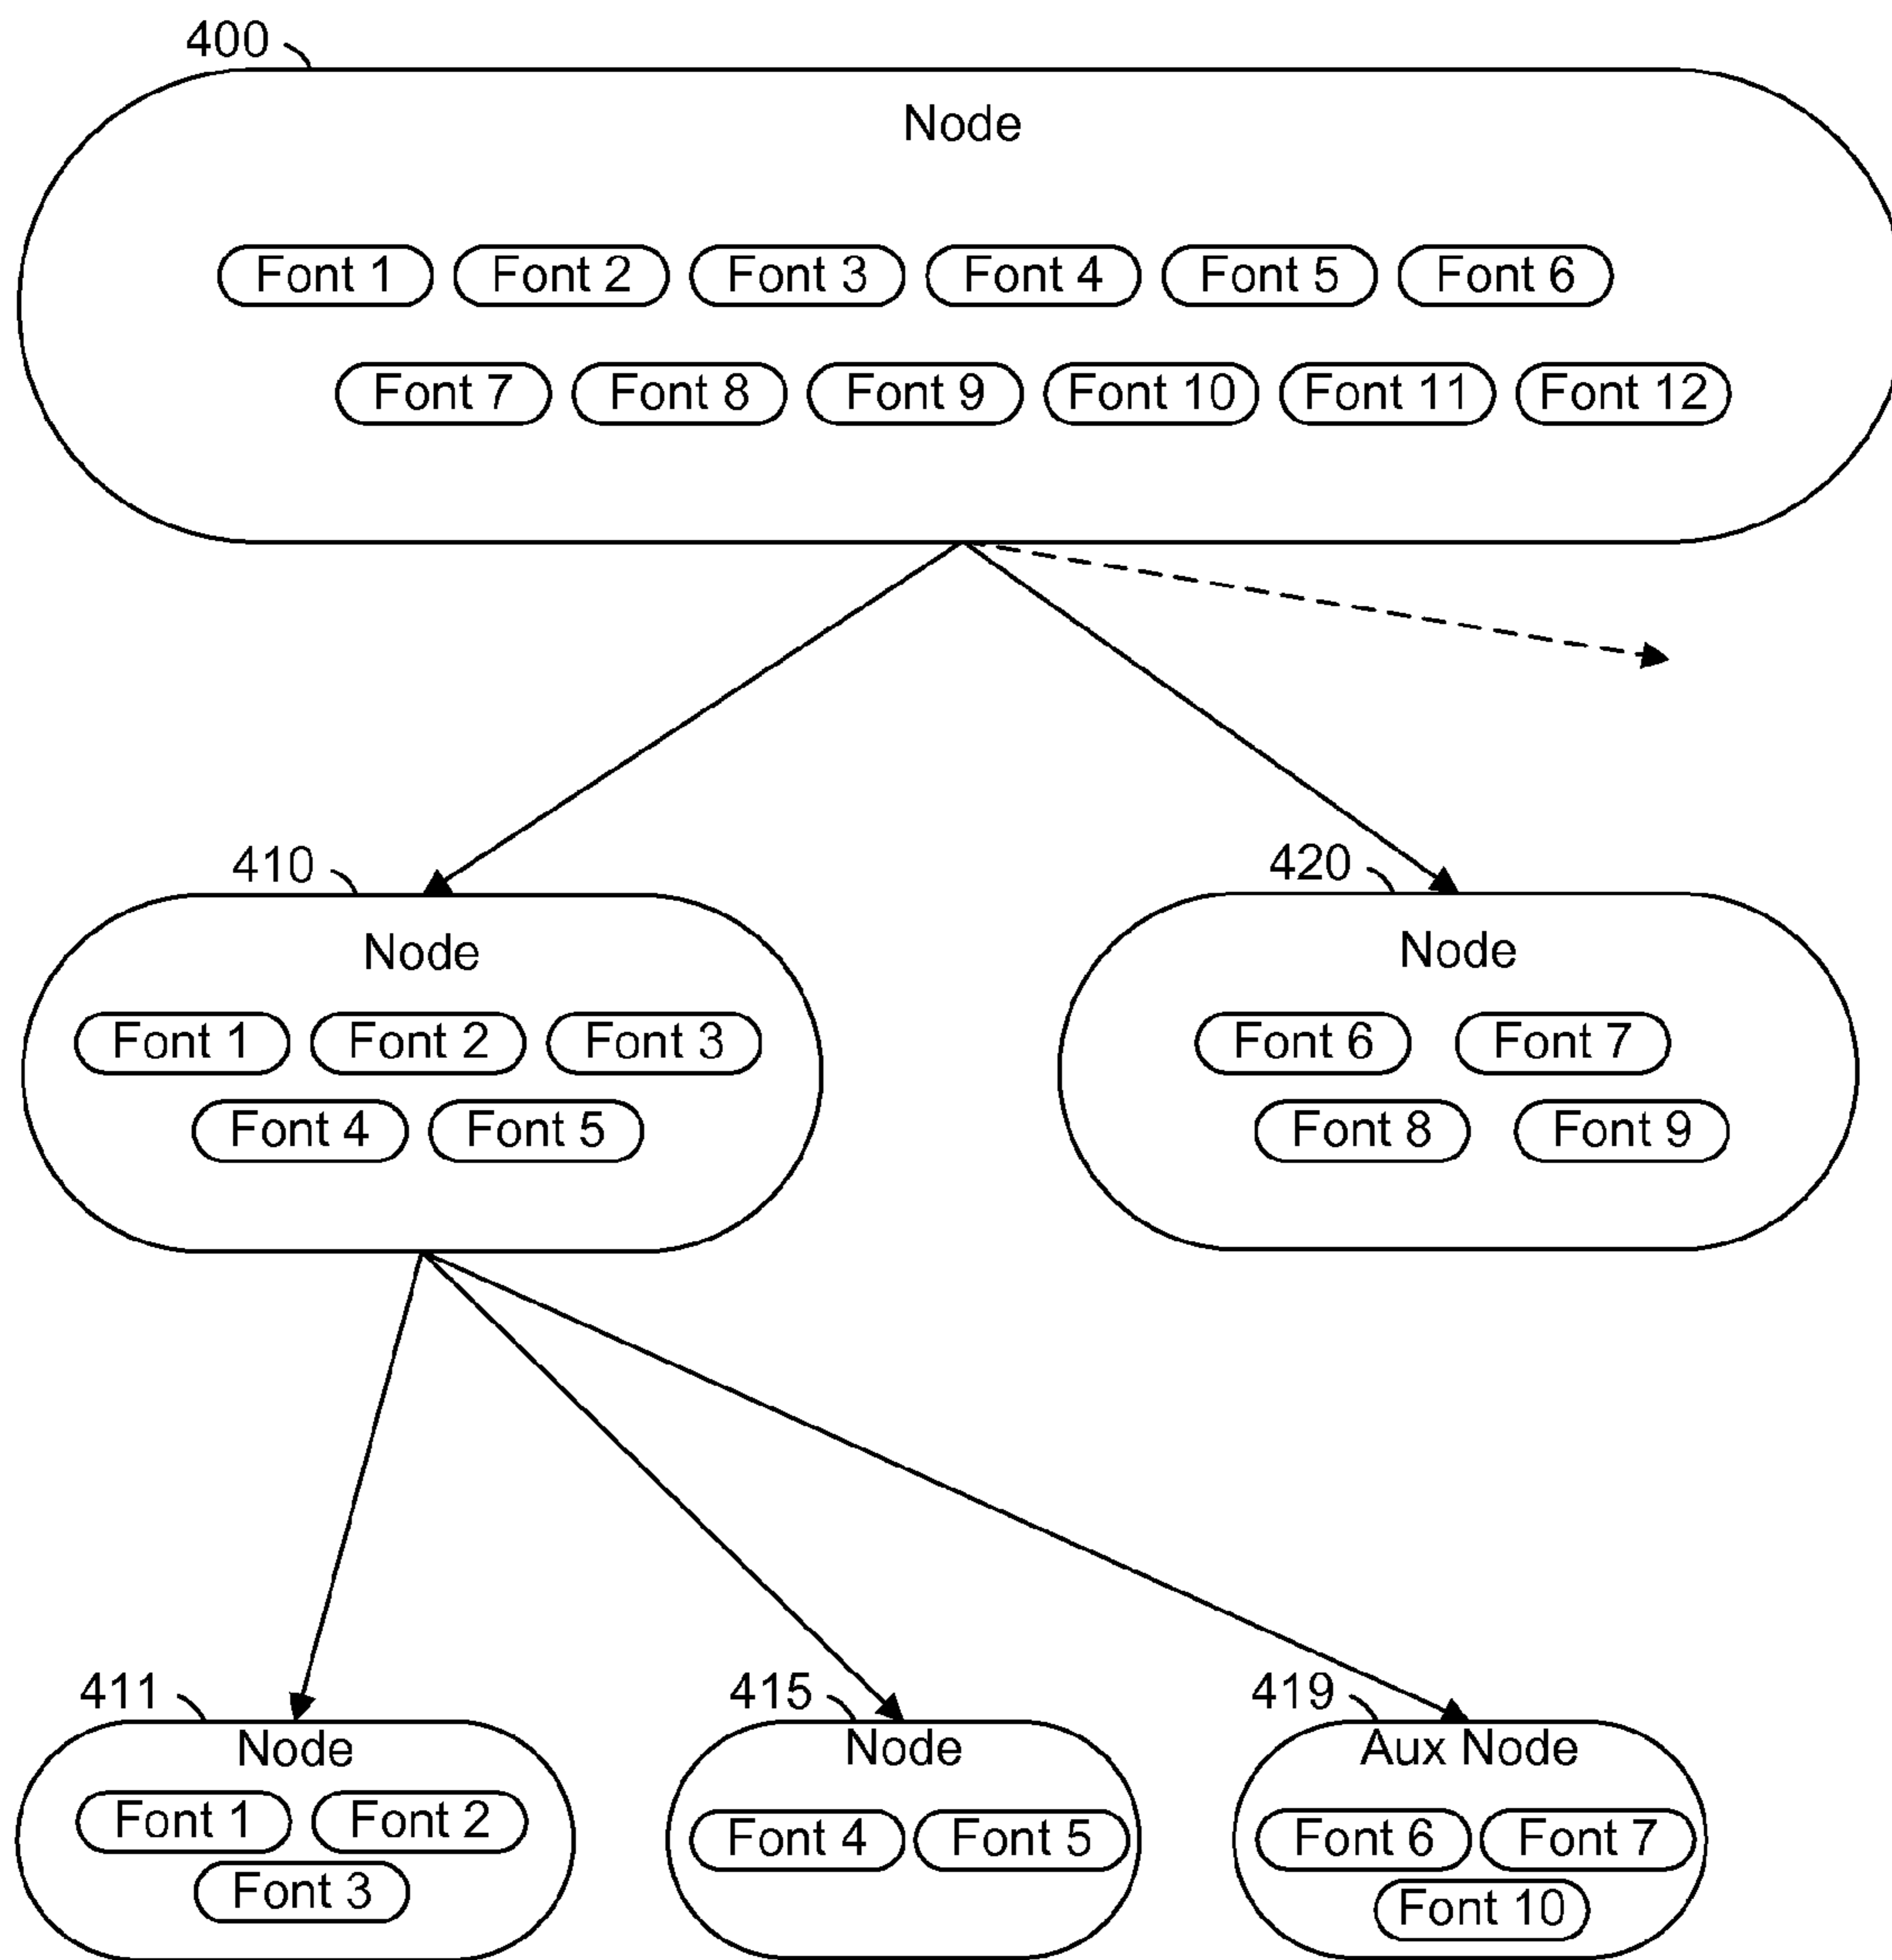 400
Node
Font 1 Font 2 Font 3 Font 4 Font 5 Font 6
Font 7 Font 8 Font 9 Font 10 Font 11 Font 12
410
Node
Font 1 Font 2 Font 3
Font 4 Font 5
420
Node
Font 6 Font 7
Font 8 Font 9
411
Node
Font 1 Font 2
Font 3
415
Node
Font 4 Font 5
419
Aux Node
Font 6 Font 7
Font 10